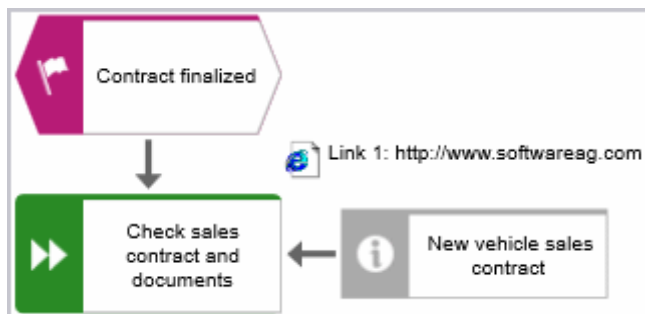 Contract finalized
Link 1: http://www.softwareag.com
Check sales
contract and
documents
New vehicle sales
contract